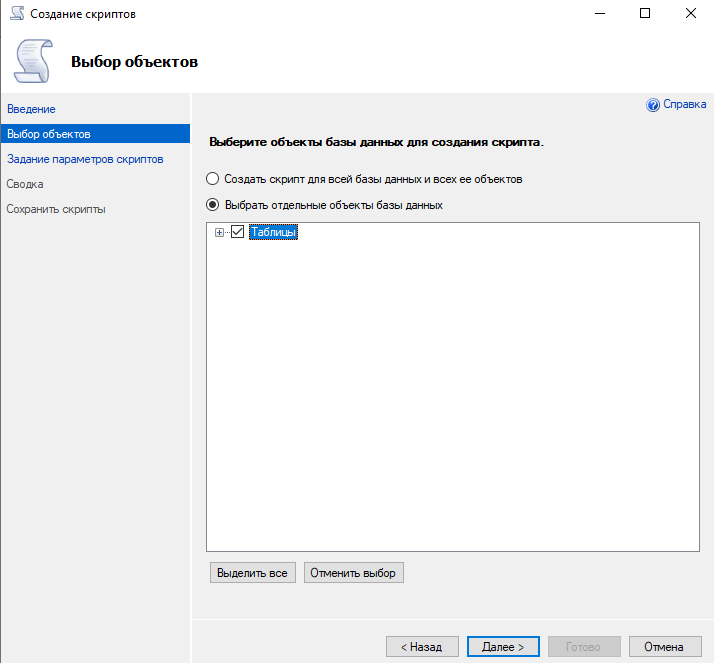 Создание скриптов
Выбор объектов
Введение
Выбор объектов
Задание параметров скриптов
Сводка
Сохранить скрипты
Справка
Выберите объекты базы данных для создания скрипта.
Создать скрипт для всей базы данных и всех ее объектов
Выбрать отдельные объекты базы данных
Таблицы
Выделить все
Отменить выбор
< Назад
Далее >
Готово
Отмена